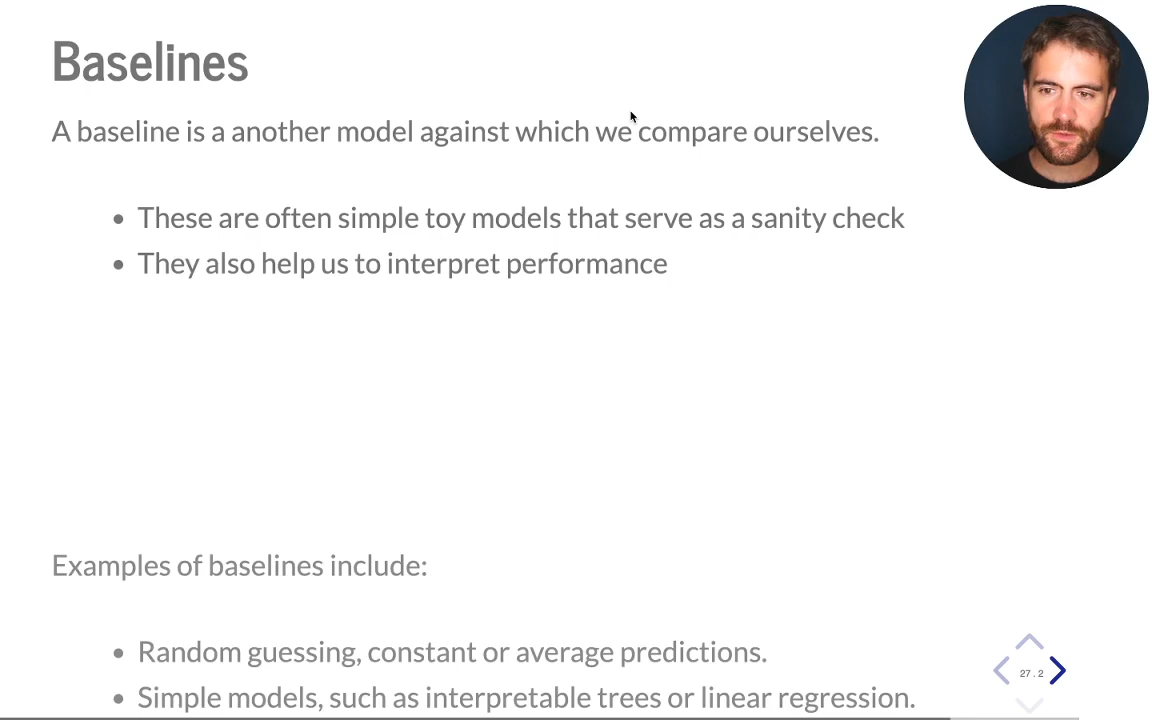 Baselines
A baseline is a another model against which we compare ourselves.
• These are often simple toy models that serve as a sanity check
• They also help us to interpret performance
Examples of baselines include:
• Random guessing, constant or average predictions.
• Simple models, such as interpretable trees or linear regression.
27.2